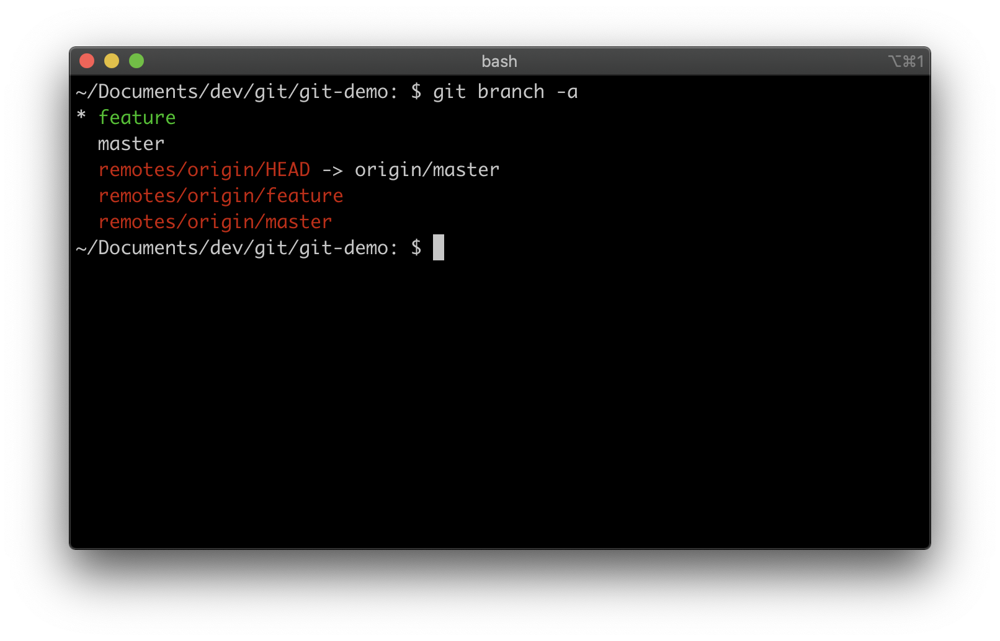 bash
⌥⌘1
~/Documents/dev/git/git-demo: $ git branch -a
* feature
  master
  remotes/origin/HEAD -> origin/master
  remotes/origin/feature
  remotes/origin/master
~/Documents/dev/git/git-demo: $